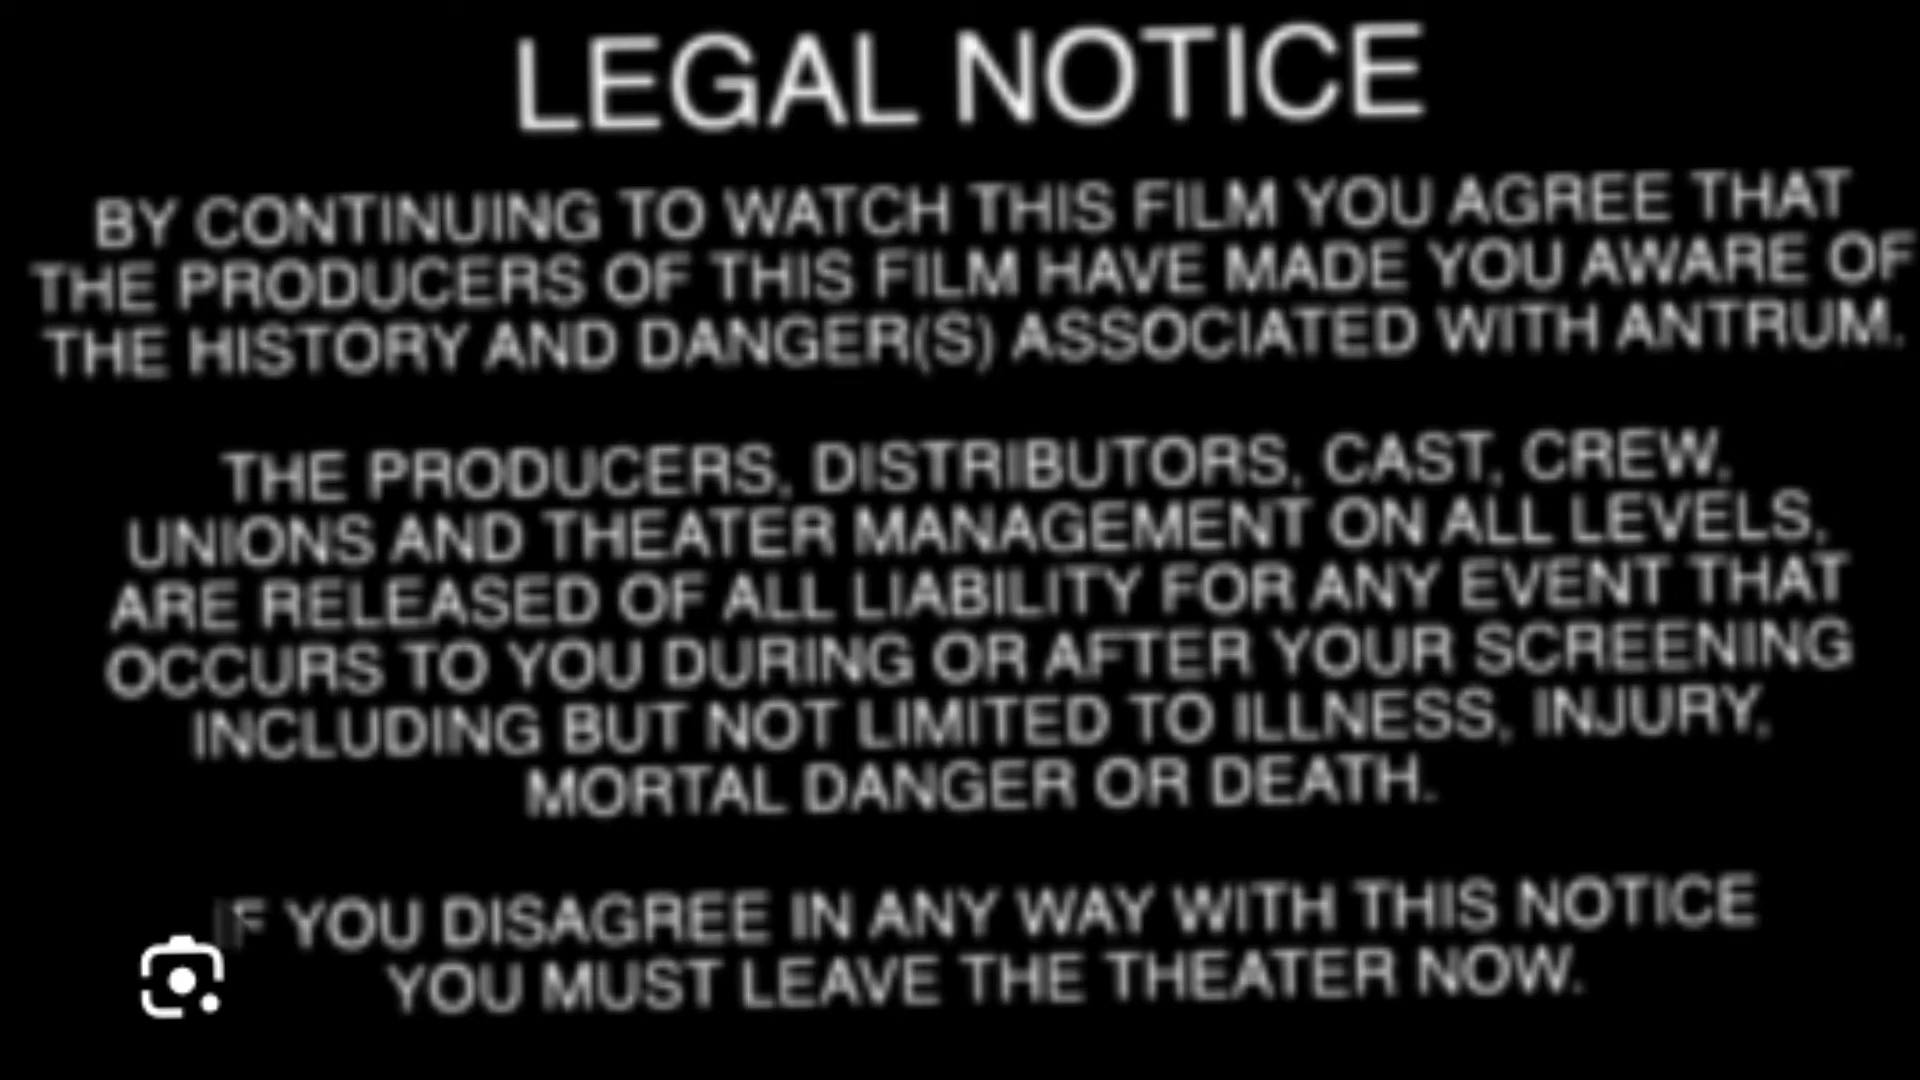 LEGAL NOTICE
BY CONTINUING TO WATCH THIS FILM YOU AGREE THAT
THE PRODUCERS OF THIS FILM HAVE MADE YOU AWARE OF
THE HISTORY AND DANGER(S) ASSOCIATED WITH ANTRUM.
THE PRODUCERS, DISTRIBUTORS, CAST, CREW,
UNIONS AND THEATER MANAGEMENT ON ALL LEVELS,
ARE RELEASED OF ALL LIABILITY FOR ANY EVENT THAT
OCCURS TO YOU DURING OR AFTER YOUR SCREENING
INCLUDING BUT NOT LIMITED TO ILLNESS, INJURY,
MORTAL DANGER OR DEATH.
IF YOU DISAGREE IN ANY WAY WITH THIS NOTICE
YOU MUST LEAVE THE THEATER NOW.